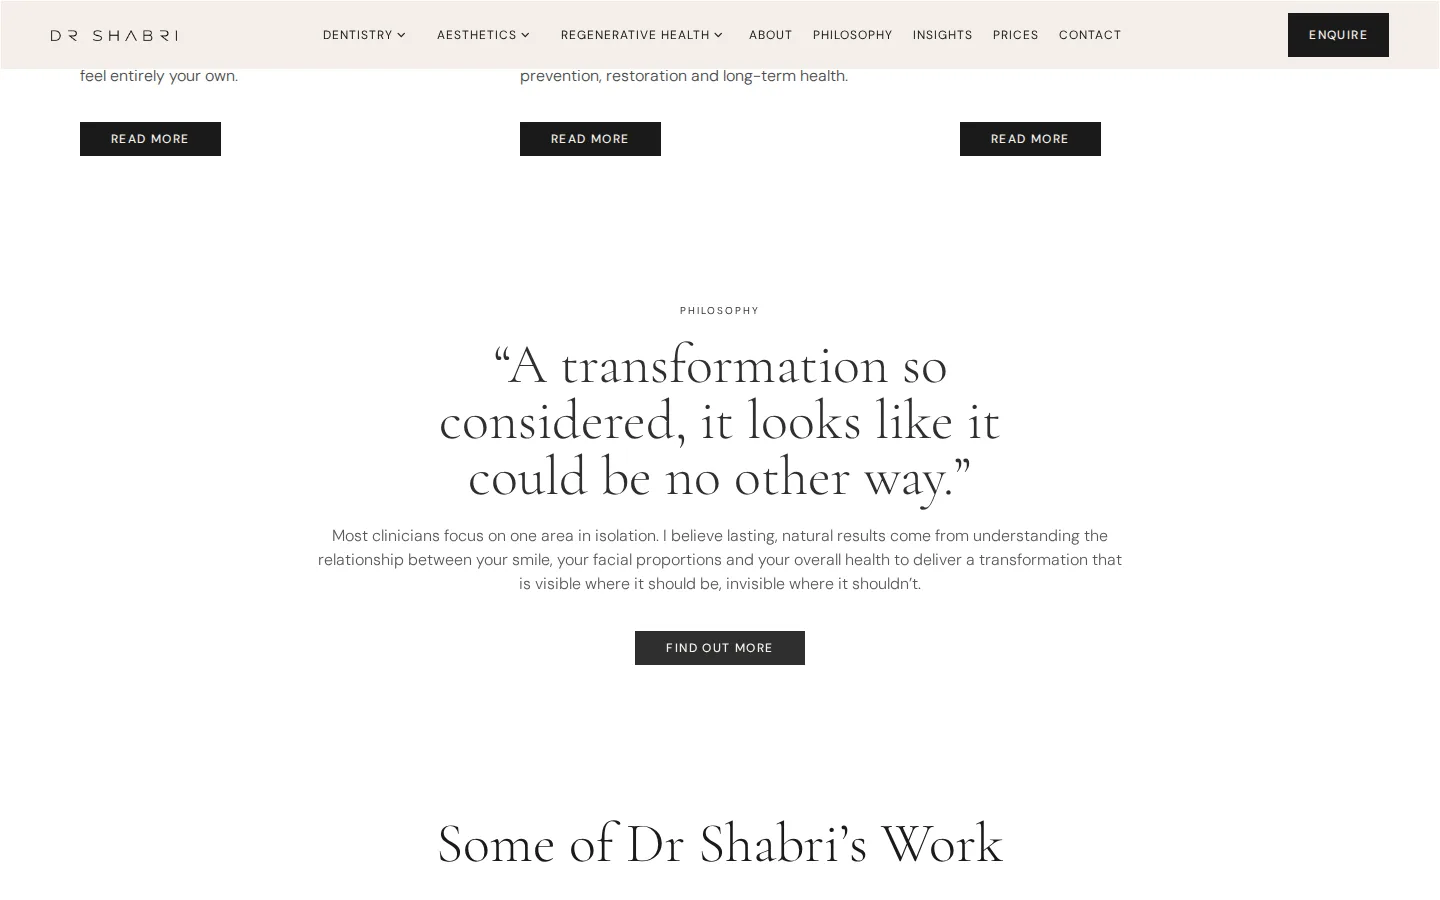 DR SHABRI
DENTISTRY
AESTHETICS
REGENERATIVE HEALTH
ABOUT
PHILOSOPHY
INSIGHTS
PRICES
CONTACT
ENQUIRE
feel entirely your own.
prevention, restoration and long-term health.
READ MORE
READ MORE
READ MORE
PHILOSOPHY
“A transformation so
considered, it looks like it
could be no other way.”
Most clinicians focus on one area in isolation. I believe lasting, natural results come from understanding the
relationship between your smile, your facial proportions and your overall health to deliver a transformation that
is visible where it should be, invisible where it shouldn’t.
FIND OUT MORE
Some of Dr Shabri’s Work